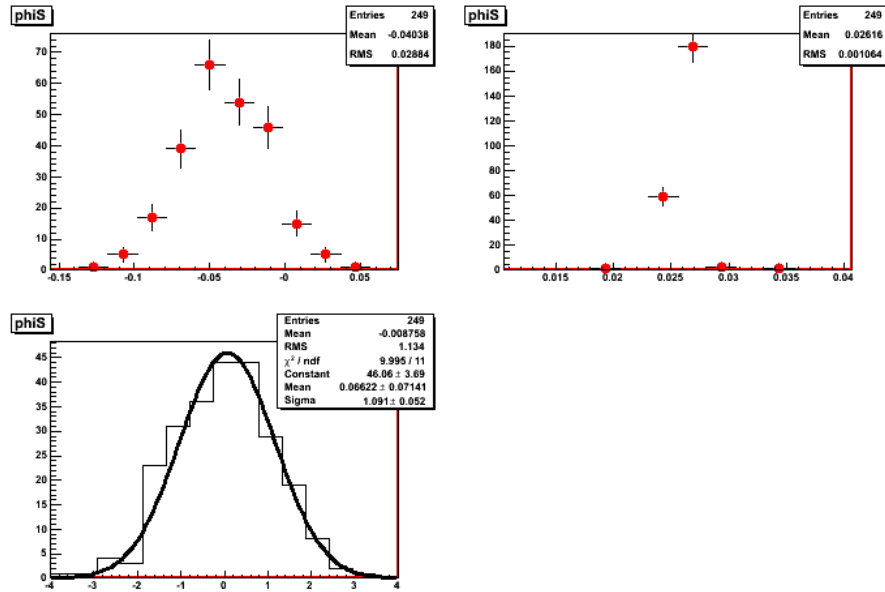 phiS
Entries 249
Mean -0.04038
RMS 0.02884
70
60
50
40
30
20
10
0
-0.15 -0.1 -0.05 -0 0.05
phiS
Entries 249
Mean 0.02616
RMS 0.001064
180
160
140
120
100
80
60
40
20
0
0.015 0.02 0.025 0.03 0.035 0.04
phiS
Entries 249
Mean -0.008758
RMS 1.134
χ² / ndf 9.995 / 11
Constant 46.06 ± 3.69
Mean 0.06622 ± 0.07141
Sigma 1.091 ± 0.052
45
40
35
30
25
20
15
10
5
0
-4 -3 -2 -1 0 1 2 3 4